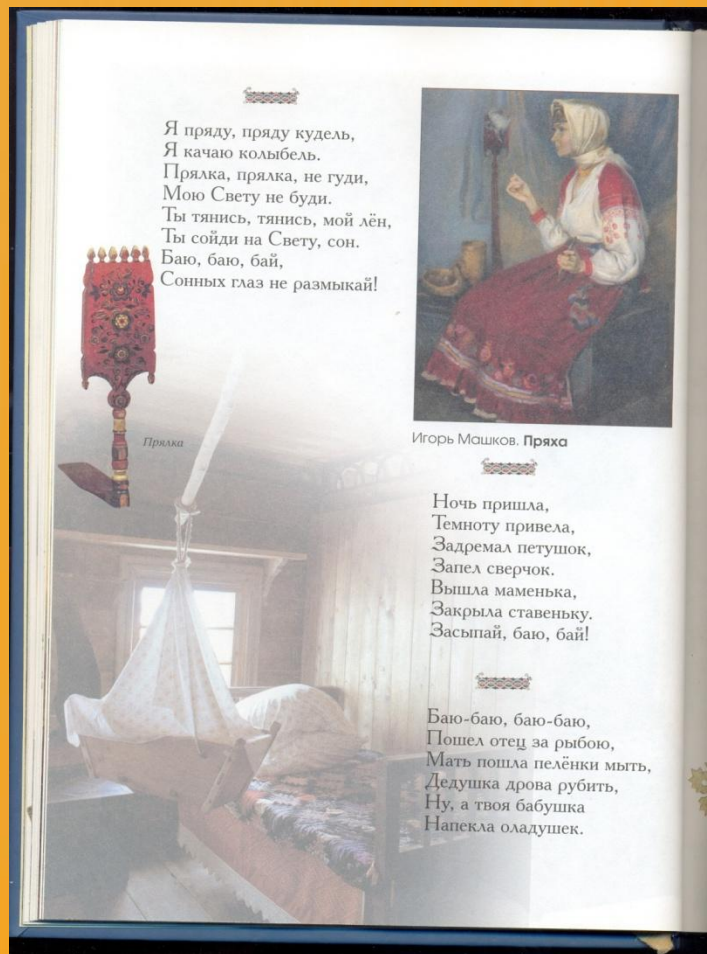 Я пряду, пряду кудель,
Я качаю колыбель.
Прялка, прялка, не гуди,
Мою Свету не буди.
Ты тянись, тянись, мой лён,
Ты сойди на Свету, сон.
Баю, баю, бай,
Сонных глаз не размыкай!
Прялка
Игорь Машков. Пряха
Ночь пришла,
Темноту привела,
Задремал петушок,
Запел сверчок.
Вышла маменька,
Закрыла ставеньку.
Засыпай, баю, бай!
Баю-баю, баю-баю,
Пошел отец за рыбою,
Мать пошла пелёнки мыть,
Дедушка дрова рубить,
Ну, а твоя бабушка
Напекла оладушек.